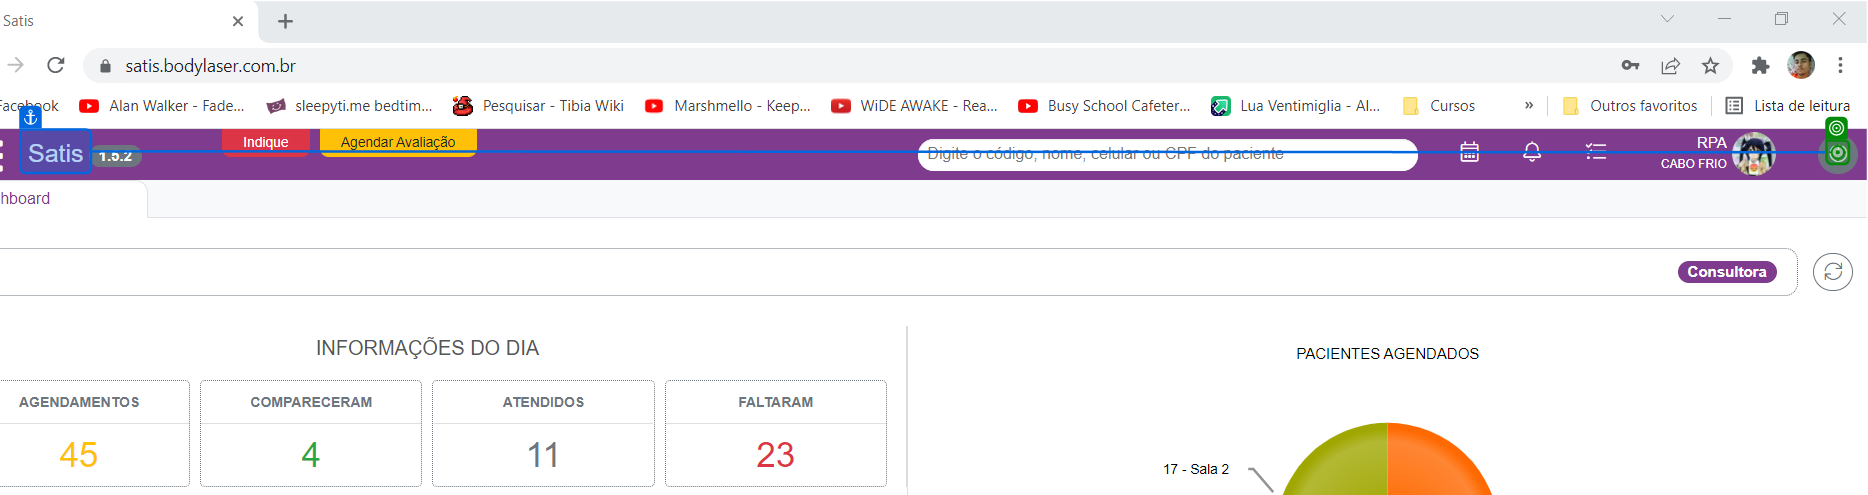 Satis
satis.bodylaser.com.br
Facebook Alan Walker - Fade... sleepyti.me bedtim... Pesquisar - Tibia Wiki Marshmello - Keep... WiDE AWAKE - Rea... Busy School Cafeter... Lua Ventimiglia - Al... Cursos » Outros favoritos Lista de leitura
Satis 1.5.2 Indique Agendar Avaliação Digite o código, nome, celular ou CPF do paciente RPA
CABO FRIO
hboard
Consultora
INFORMAÇÕES DO DIA
PACIENTES AGENDADOS
AGENDAMENTOS COMPARECERAM ATENDIDOS FALTARAM
45 4 11 23
17 - Sala 2